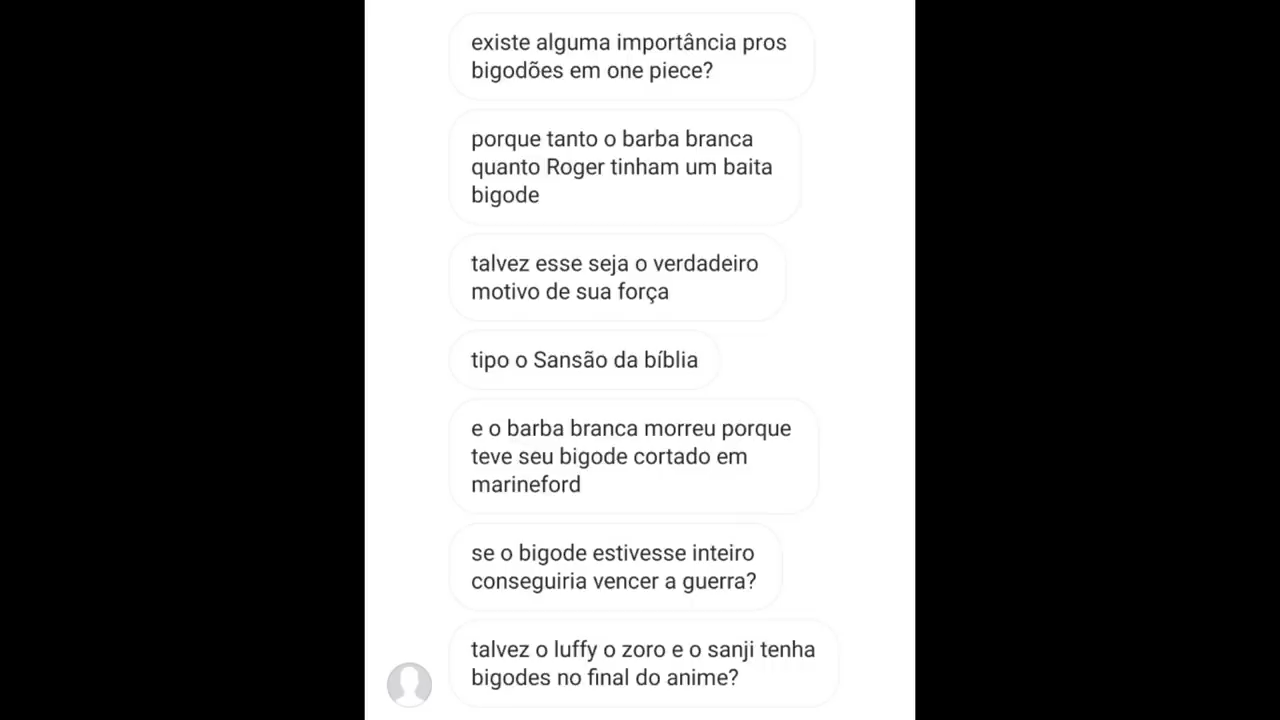 existe alguma importância pros
bigodões em one piece?
porque tanto o barba branca
quanto Roger tinham um baita
bigode
talvez esse seja o verdadeiro
motivo de sua força
tipo o Sansão da bíblia
e o barba branca morreu porque
teve seu bigode cortado em
marineford
se o bigode estivesse inteiro
conseguiria vencer a guerra?
talvez o luffy o zoro e o sanji tenha
bigodes no final do anime?